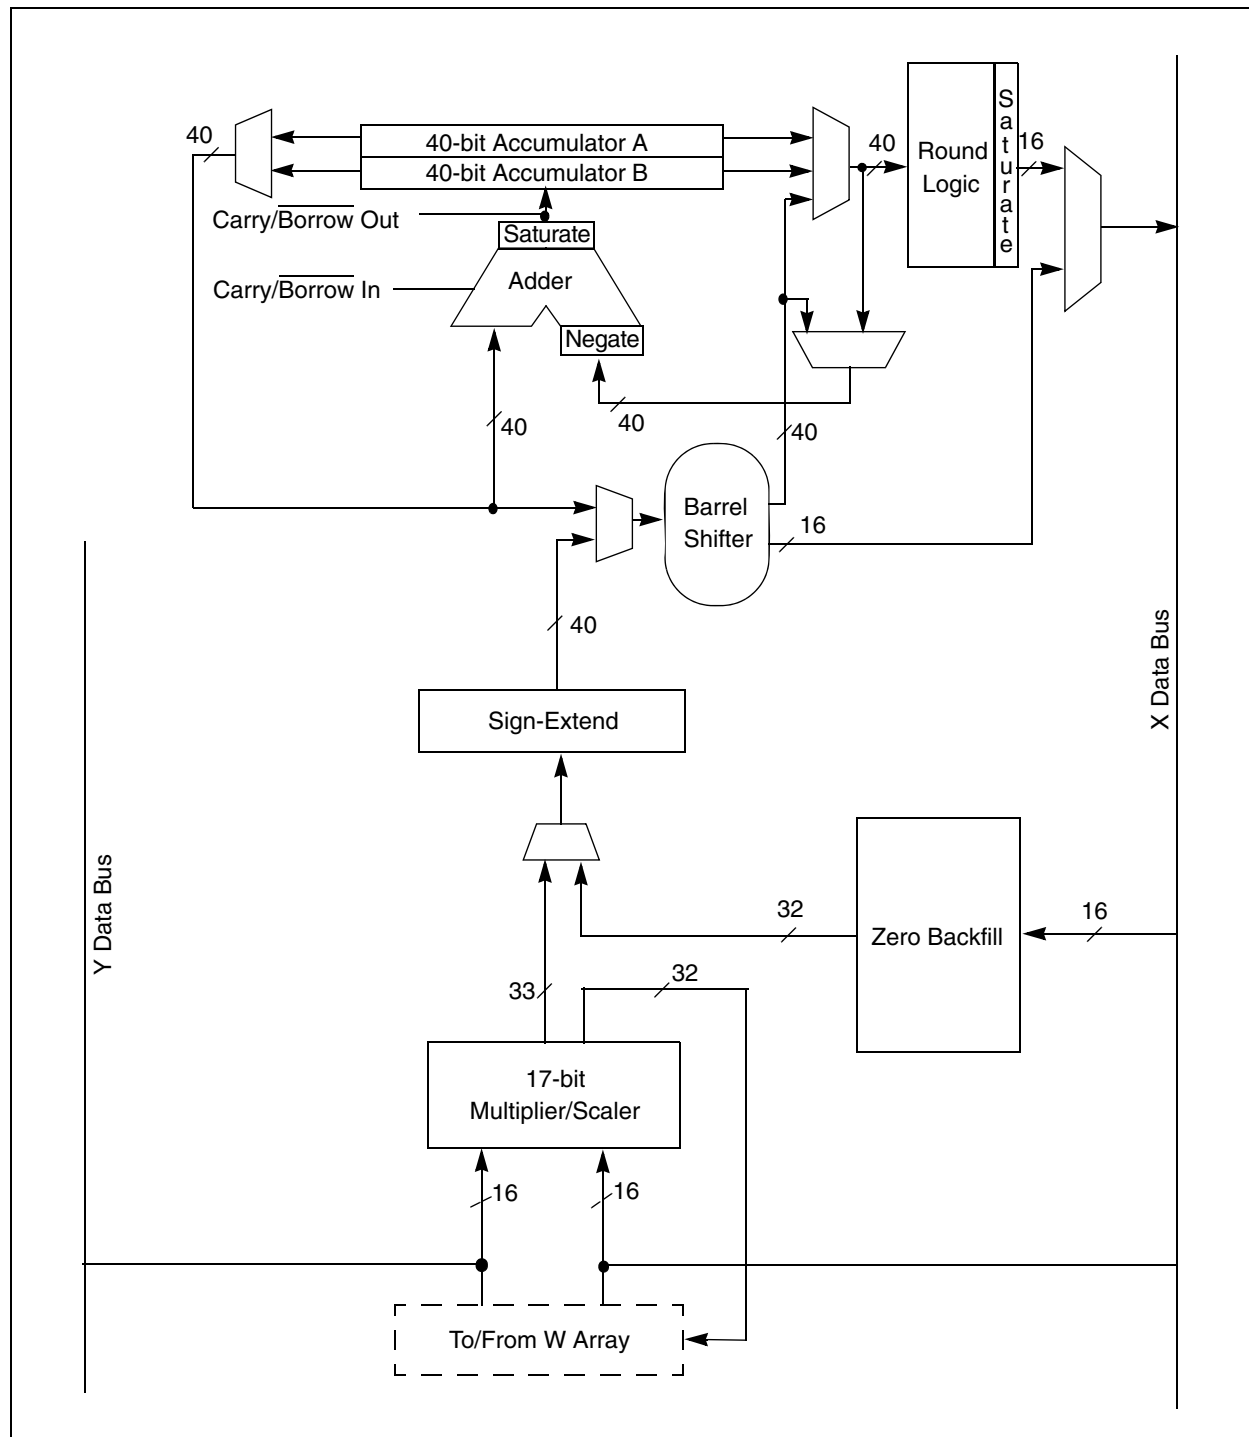 40
40-bit Accumulator A
40-bit Accumulator B
40
Round
Logic
Saturate
16
Carry/Borrow Out
Saturate
Carry/Borrow In
Adder
Negate
40
40
40
Barrel
Shifter
16
40
Sign-Extend
X Data Bus
Y Data Bus
32
Zero Backfill
16
33
32
17-bit
Multiplier/Scaler
16
16
To/From W Array